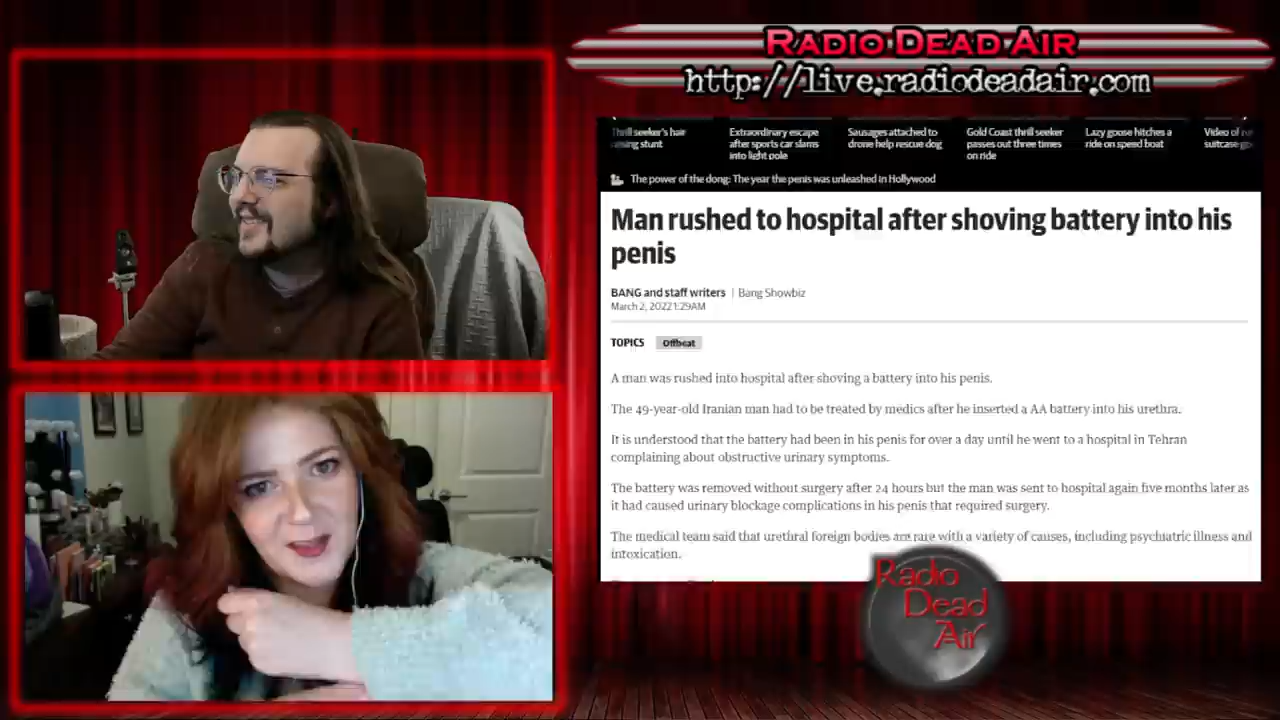 RADIO DEAD AIR
http://live.radiodeadair.com
Thrill seeker's hair
Extraordinary escape
Sausages attached to
Gold Coast thrill seeker
Lazy goose hitches a
Video of
stunt
after sports car slams
drone help rescue dog
passes out three times
ride on speed boat
into light pole
on ride
The power of the dong: The year the penis was unleashed in Hollywood
Man rushed to hospital after shoving battery into his
penis
BANG and staff writers | Bang Showbiz
March 2, 2022 1:29AM
TOPICS Offbeat
A man was rushed into hospital after shoving a battery into his penis.
The 49-year-old Iranian man had to be treated by medics after he inserted a AA battery into his urethra.
It is understood that the battery had been in his penis for over a day until he went to a hospital in Tehran
complaining about obstructive urinary symptoms.
The battery was removed without surgery after 24 hours but the man was sent to hospital again five months later as
it had caused urinary blockage complications in his penis that required surgery.
The medical team said that urethral foreign bodies are rare with a variety of causes, including psychiatric illness and
intoxication.
Radio
Dead
Air